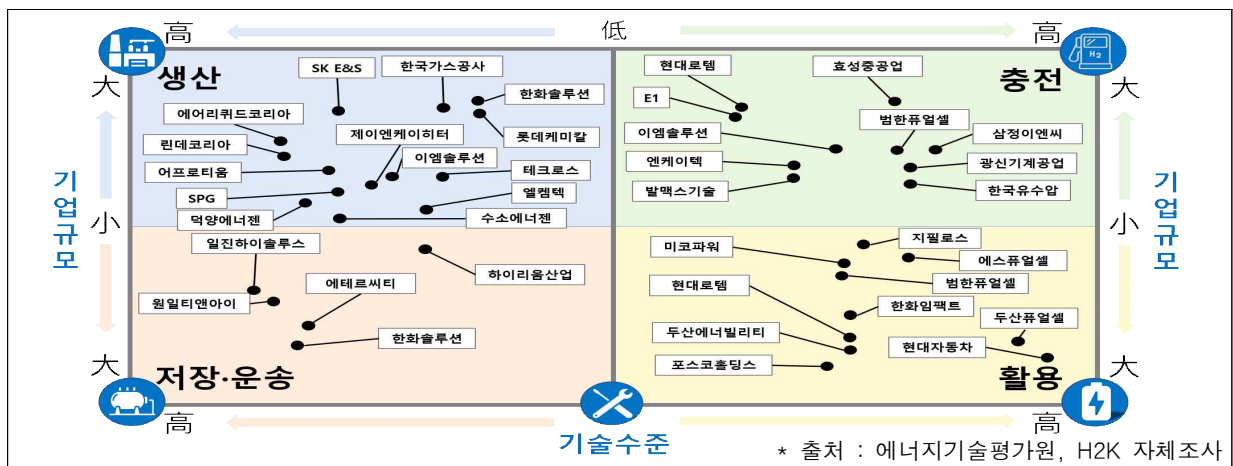 高 低 高
大
생산
SK E&S
한국가스공사
한화솔루션
에어리퀴드코리아
롯데케미칼
린데코리아
제이엔케이히터
이엠솔루션
어프로티움
테크로스
SPG
엘켐텍
덕양에너젠
수소에너젠
충전
H2
大
현대로템
효성중공업
E1
범한퓨얼셀
이엠솔루션
삼정이엔씨
엔케이텍
광신기계공업
발맥스기술
한국유수압
기업규모
小
小
기업규모
일진하이솔루스
하이리움산업
에테르씨티
원일티앤아이
한화솔루션
저장·운송
大
지필로스
미코파워
에스퓨얼셀
범한퓨얼셀
현대로템
한화임팩트
두산퓨얼셀
두산에너빌리티
현대자동차
포스코홀딩스
활용
大
高 高
기술수준
* 출처 : 에너지기술평가원, H2K 자체조사